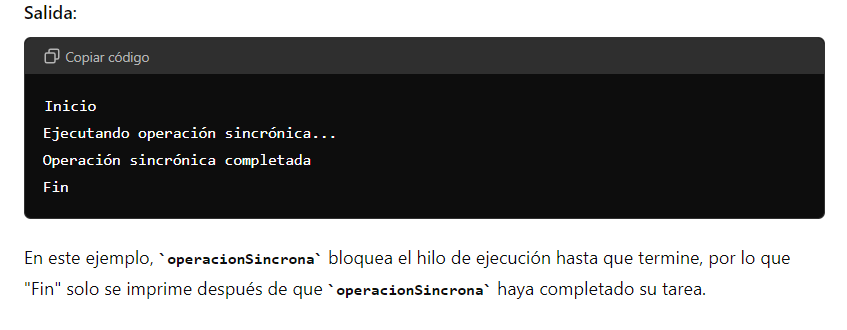 Salida:
Copiar código
Inicio
Ejecutando operación sincrónica...
Operación sincrónica completada
Fin
En este ejemplo, `operacionSincrona` bloquea el hilo de ejecución hasta que termine, por lo que
"Fin" solo se imprime después de que `operacionSincrona` haya completado su tarea.